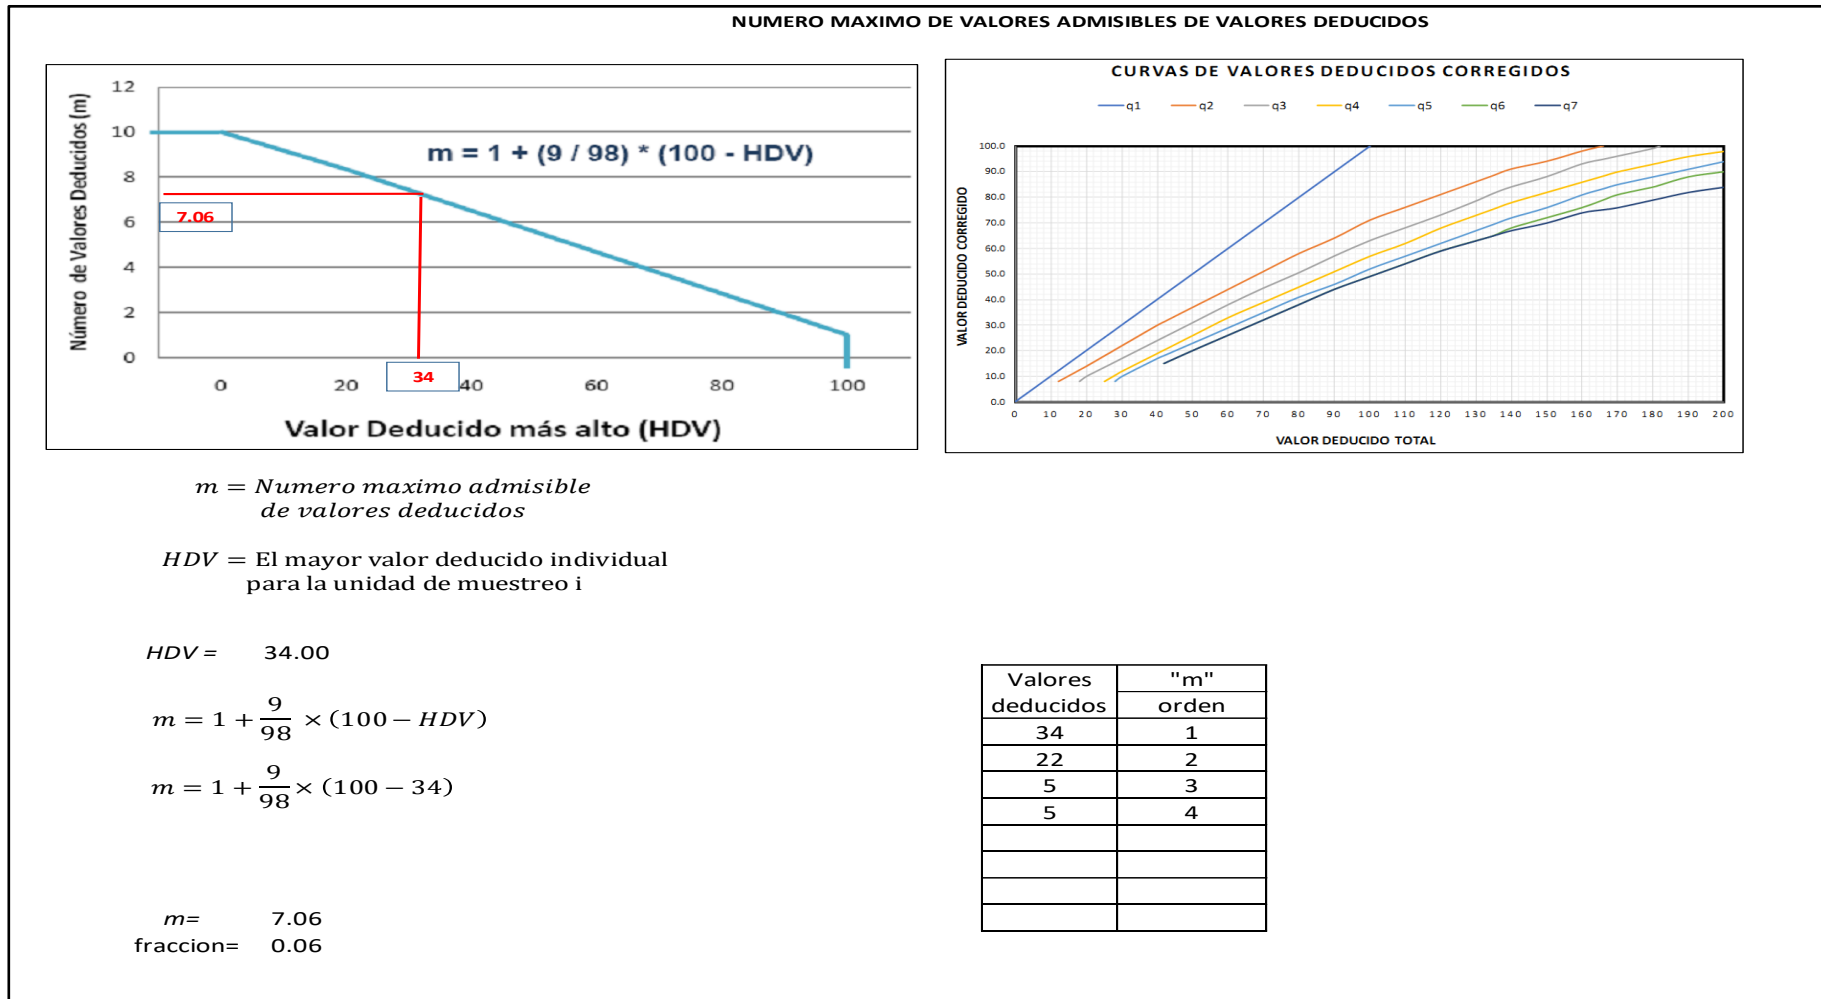 NUMERO MAXIMO DE VALORES ADMISIBLES DE VALORES DEDUCIDOS
Número de Valores Deducidos (m)
12
10
8
6
4
2
0
m = 1 + (9 / 98) * (100 - HDV)
7.06
34
0 20 40 60 80 100
Valor Deducido más alto (HDV)
CURVAS DE VALORES DEDUCIDOS CORREGIDOS
q1 q2 q3 q4 q5 q6 q7
VALOR DEDUCIDO CORREGIDO
100.0
90.0
80.0
70.0
60.0
50.0
40.0
30.0
20.0
10.0
0.0
0 10 20 30 40 50 60 70 80 90 100 110 120 130 140 150 160 170 180 190 200
VALOR DEDUCIDO TOTAL
m = Numero maximo admisible
de valores deducidos
HDV = El mayor valor deducido individual
para la unidad de muestreo i
HDV = 34.00
m = 1 + 9/98 × (100 − HDV)
m = 1 + 9/98 × (100 − 34)
m= 7.06
fraccion= 0.06
Valores "m"
deducidos orden
34 1
22 2
5 3
5 4